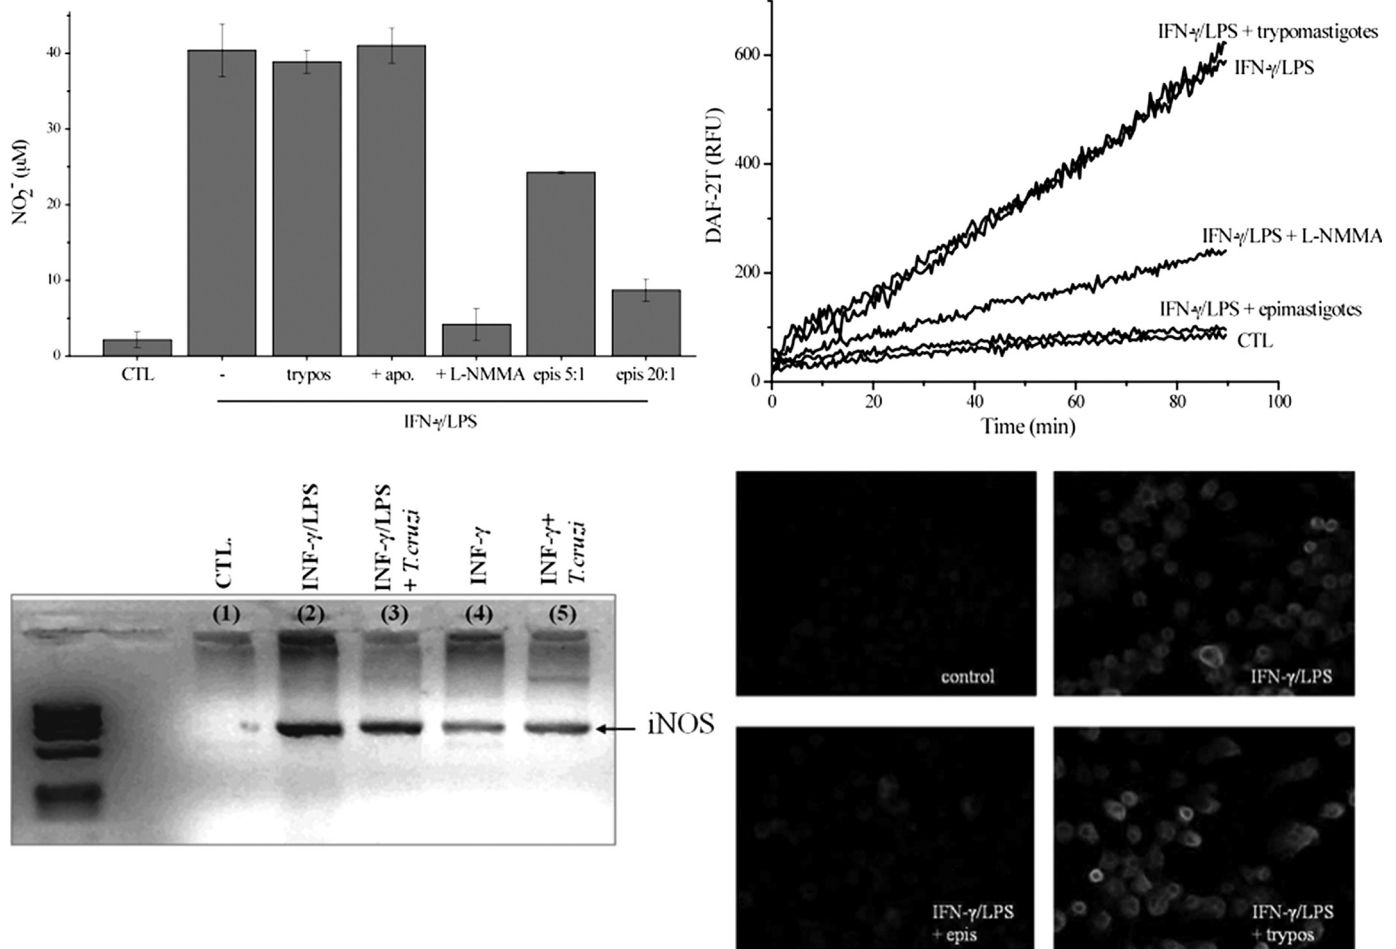 40
30
20
10
0
NO2⁻ (µM)
CTL - trypos + apo. + L-NMMA epis 5:1 epis 20:1
IFN-γ/LPS
600
400
200
0
DAF-2T (RFU)
IFN-γ/LPS + trypomastigotes
IFN-γ/LPS
IFN-γ/LPS + L-NMMA
IFN-γ/LPS + epimastigotes
CTL
0 20 40 60 80 100
Time (min)
CTL.
INF-γ/LPS
INF-γ/LPS
+ T.cruzi
INF-γ
INF-γ+
T.cruzi
(1) (2) (3) (4) (5)
iNOS
control
IFN-γ/LPS
IFN-γ/LPS
+ epis
IFN-γ/LPS
+ trypos